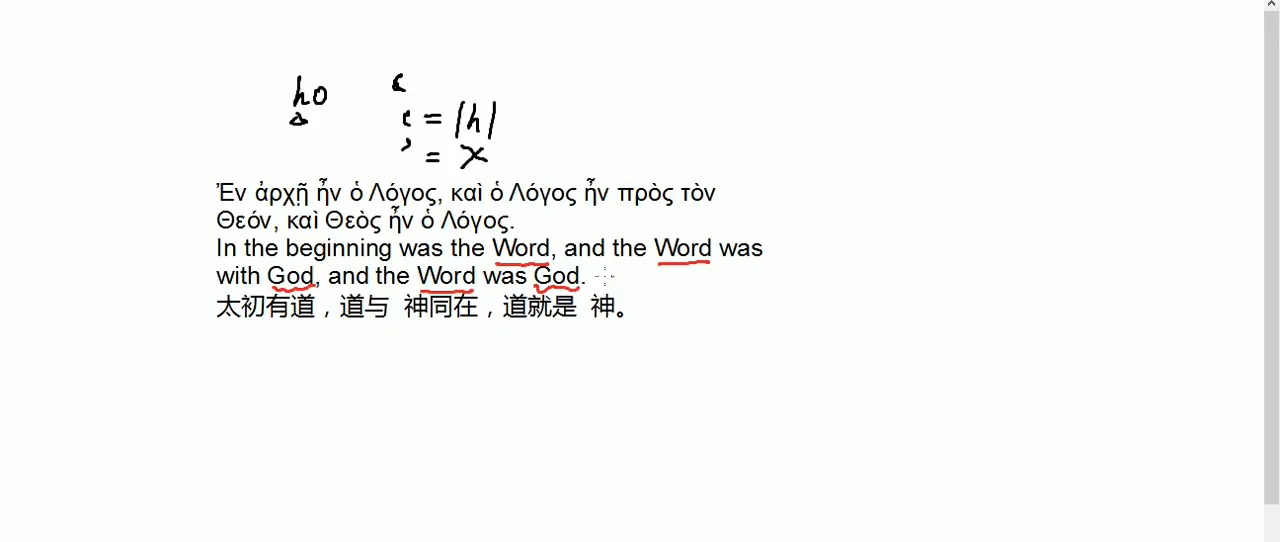 ho ʽ
ʽ = /h/
ʼ = x
Ἐν ἀρχῇ ἦν ὁ Λόγος, καὶ ὁ Λόγος ἦν πρὸς τὸν
Θεόν, καὶ Θεὸς ἦν ὁ Λόγος.
In the beginning was the Word, and the Word was
with God, and the Word was God.
太初有道，道与 神同在，道就是 神。